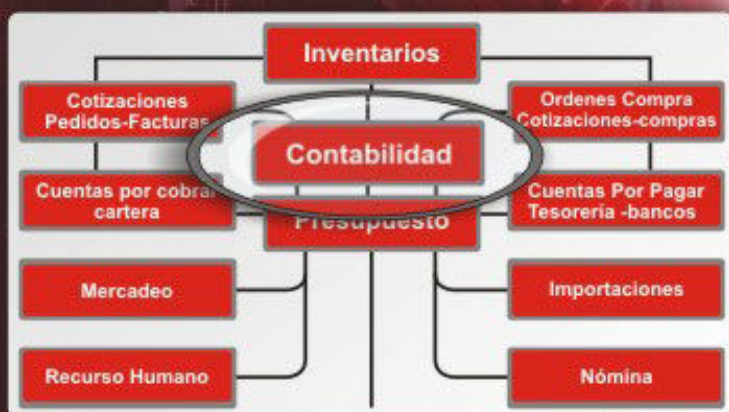 Inventarios
Cotizaciones
Pedidos-Facturas
Ordenes Compra
Cotizaciones-compras
Contabilidad
Cuentas por cobrar
cartera
Cuentas Por Pagar
Tesorería -bancos
Presupuesto
Mercadeo
Importaciones
Recurso Humano
Nómina